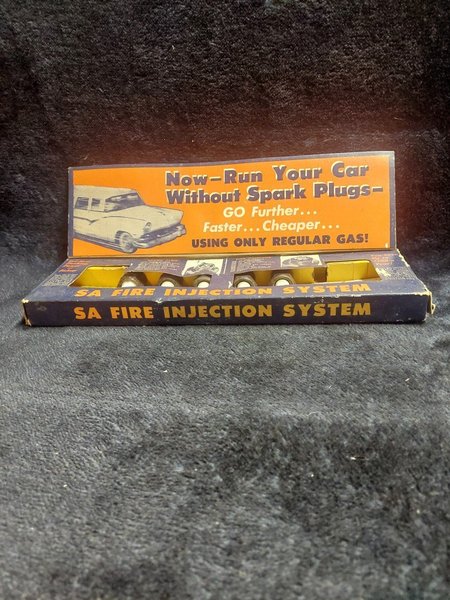 Now—Run Your Car
Without Spark Plugs—
GO Further...
Faster...Cheaper...
USING ONLY REGULAR GAS!
SA FIRE INJECTION SYSTEM
SA FIRE INJECTION SYSTEM